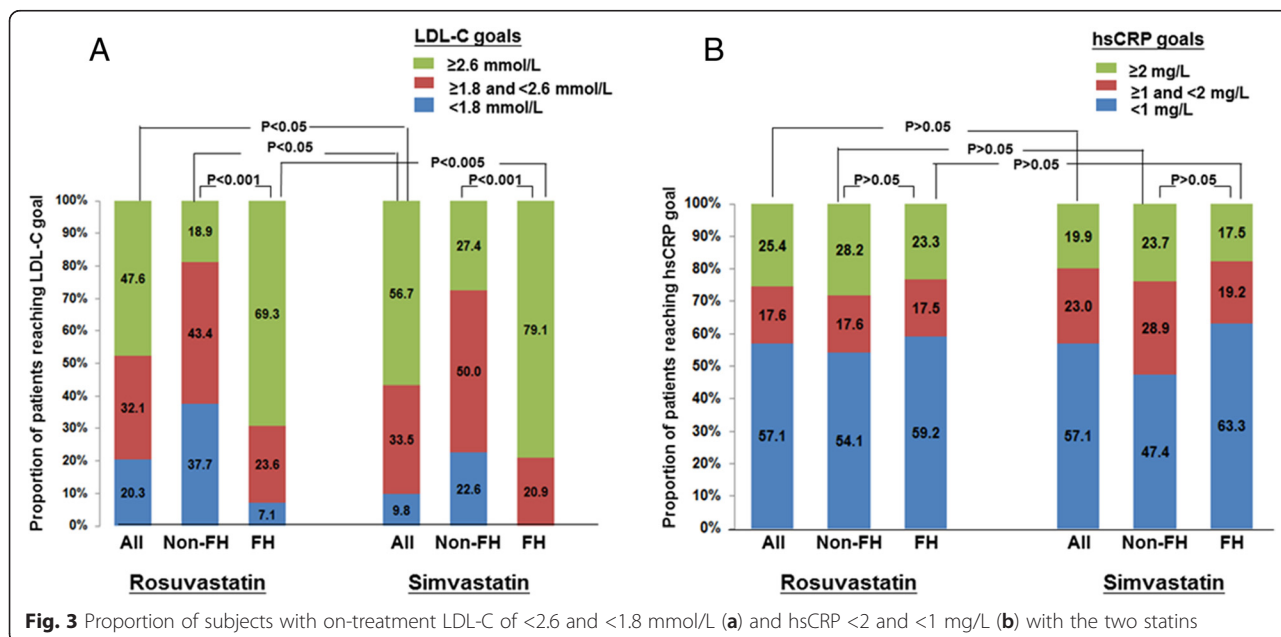 A
LDL-C goals
≥2.6 mmol/L
≥1.8 and <2.6 mmol/L
<1.8 mmol/L
P<0.05
P<0.05
P<0.005
P<0.001
P<0.001
Proportion of patients reaching LDL-C goal
100%
90%
80%
70%
60%
50%
40%
30%
20%
10%
0%
47.6
32.1
20.3
18.9
43.4
37.7
69.3
23.6
7.1
56.7
33.5
9.8
27.4
50.0
22.6
79.1
20.9
All Non-FH FH All Non-FH FH
Rosuvastatin Simvastatin
B
hsCRP goals
≥2 mg/L
≥1 and <2 mg/L
<1 mg/L
P>0.05
P>0.05
P>0.05
P>0.05
P>0.05
Proportion of patients reaching hsCRP goal
100%
90%
80%
70%
60%
50%
40%
30%
20%
10%
0%
25.4
17.6
57.1
28.2
17.6
54.1
23.3
17.5
59.2
19.9
23.0
57.1
23.7
28.9
47.4
17.5
19.2
63.3
All Non-FH FH All Non-FH FH
Rosuvastatin Simvastatin
Fig. 3 Proportion of subjects with on-treatment LDL-C of <2.6 and <1.8 mmol/L (a) and hsCRP <2 and <1 mg/L (b) with the two statins